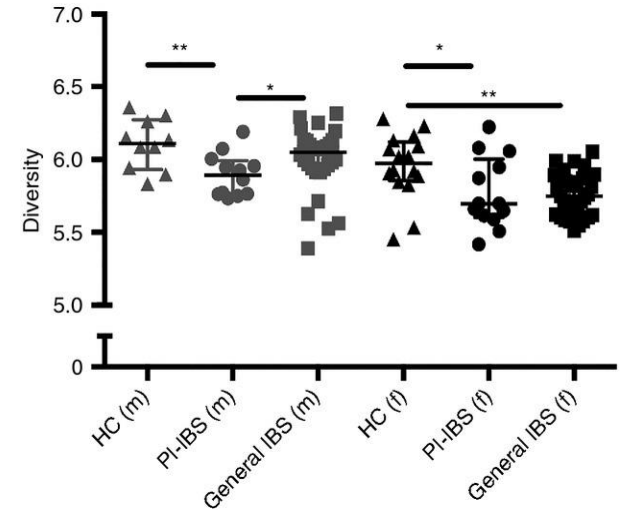 7.0
6.5
6.0
5.5
5.0
0
Diversity
**
*
*
**
HC (m)
PI-IBS (m)
General IBS (m)
HC (f)
PI-IBS (f)
General IBS (f)